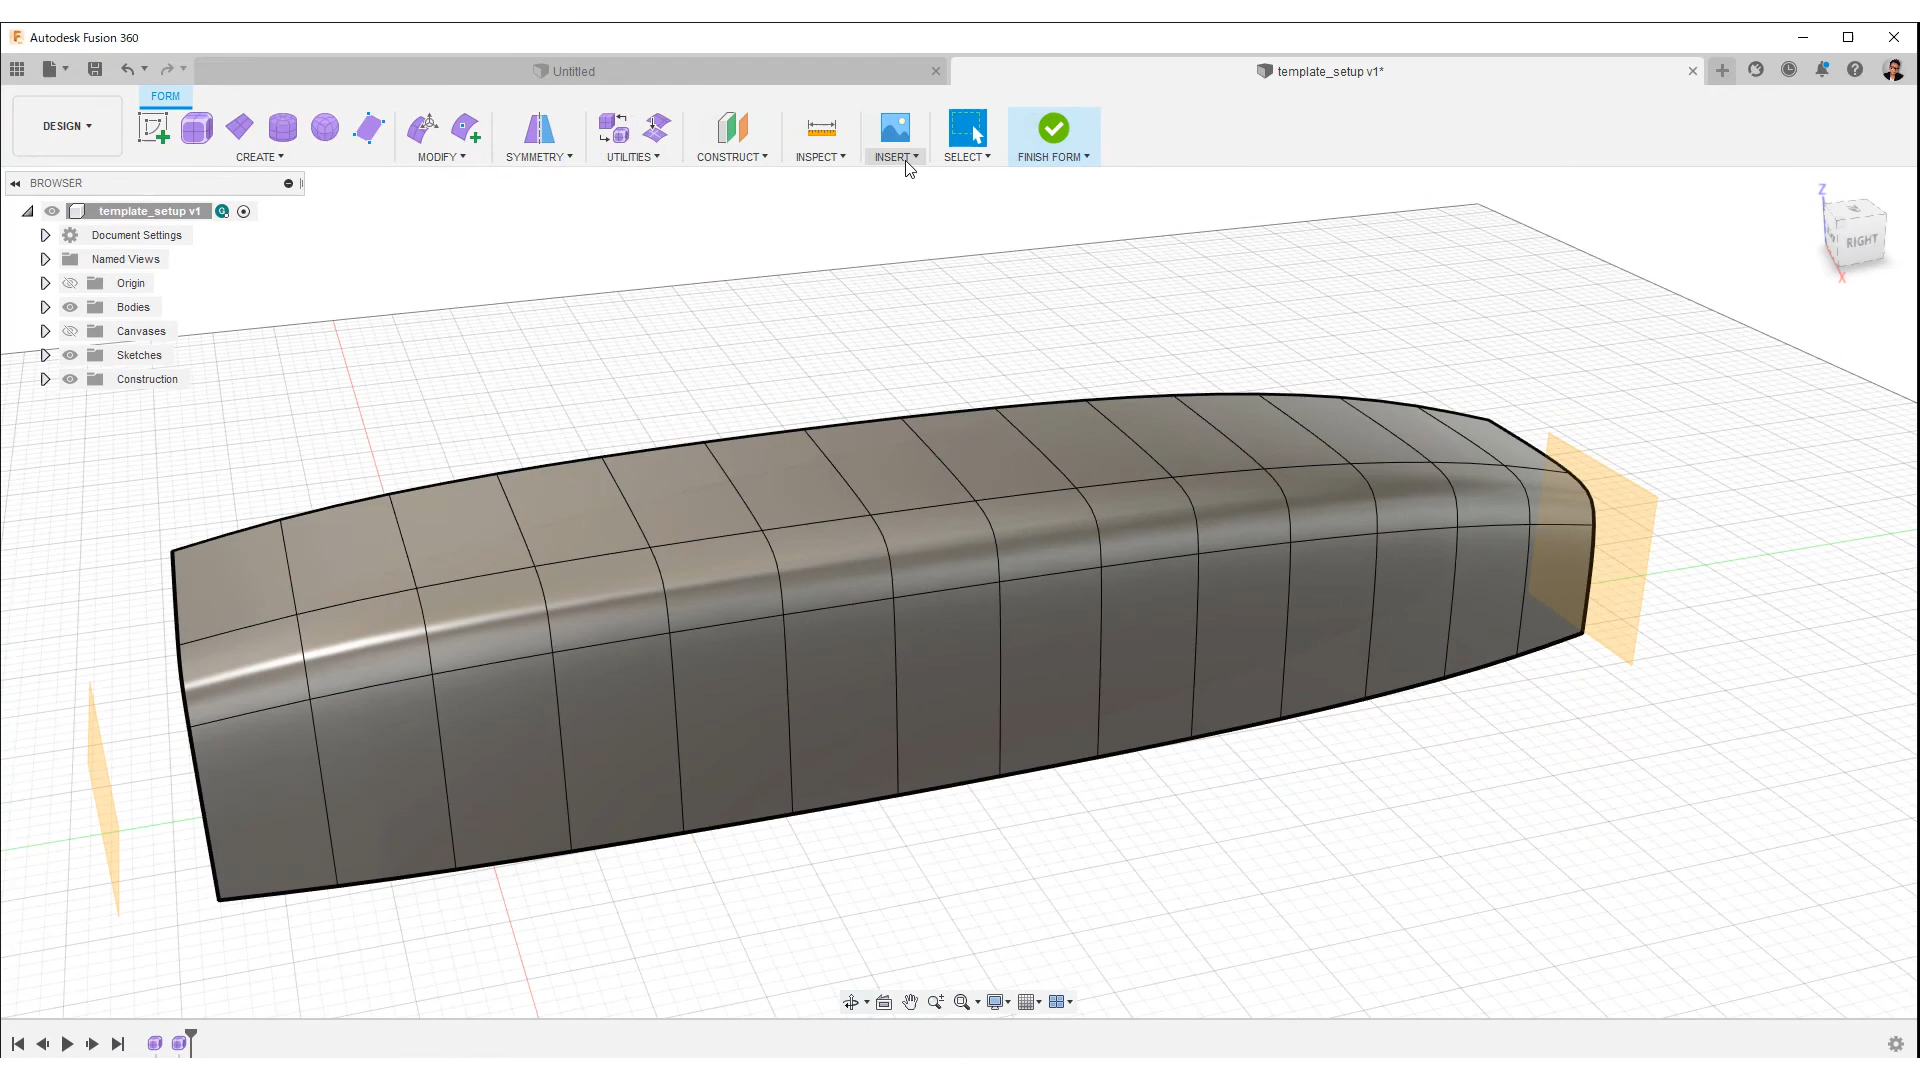 Autodesk Fusion 360
Untitled
template_setup v1*
FORM
DESIGN
CREATE
MODIFY
SYMMETRY
UTILITIES
CONSTRUCT
INSPECT
INSERT
SELECT
FINISH FORM
BROWSER
template_setup v1
Document Settings
Named Views
Origin
Bodies
Canvases
Sketches
Construction
Z
RIGHT
X